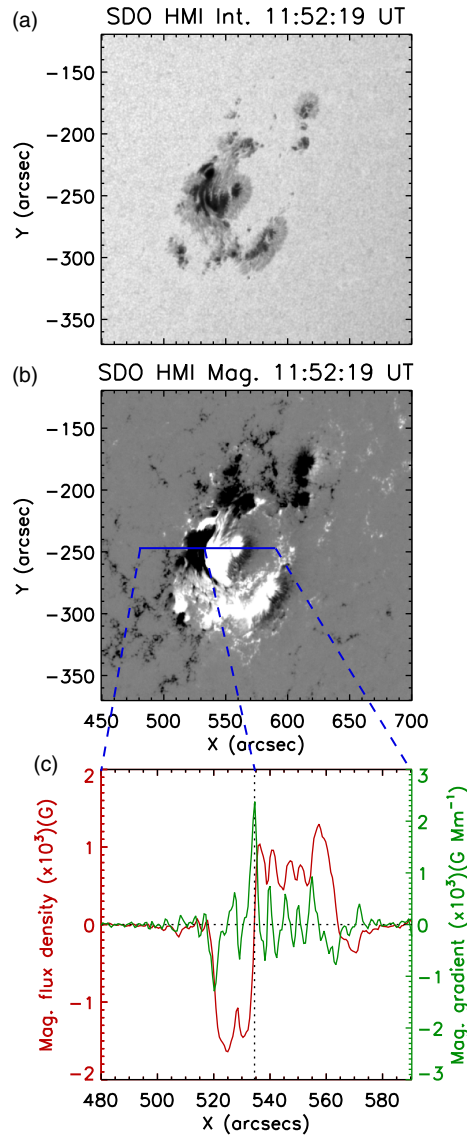 (a)
SDO HMI Int. 11:52:19 UT
−150
−200
−250
−300
−350
Y (arcsec)
(b)
SDO HMI Mag. 11:52:19 UT
−150
−200
−250
−300
−350
Y (arcsec)
450 500 550 600 650 700
X (arcsec)
(c)
2
1
0
−1
−2
Mag. flux density (x10³)(G)
3
2
1
0
−1
−2
−3
Mag. gradient (x10³)(G Mm⁻¹)
480 500 520 540 560 580
X (arcsecs)